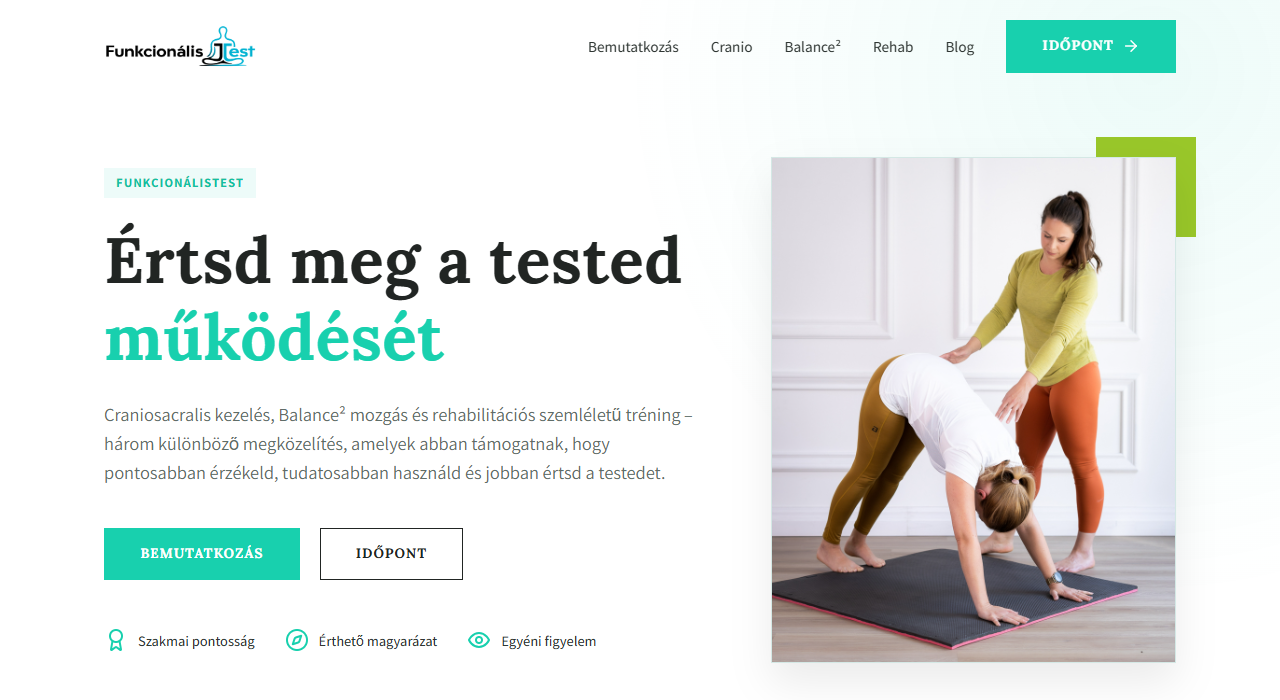 Funkcionális Test
Bemutatkozás
Cranio
Balance²
Rehab
Blog
IDŐPONT
FUNKCIONÁLISTEST
Értsd meg a tested
működését
Craniosacralis kezelés, Balance² mozgás és rehabilitációs szemléletű tréning –
három különböző megközelítés, amelyek abban támogatnak, hogy
pontosabban érzékeld, tudatosabban használd és jobban értsd a testedet.
BEMUTATKOZÁS
IDŐPONT
Szakmai pontosság
Érthető magyarázat
Egyéni figyelem